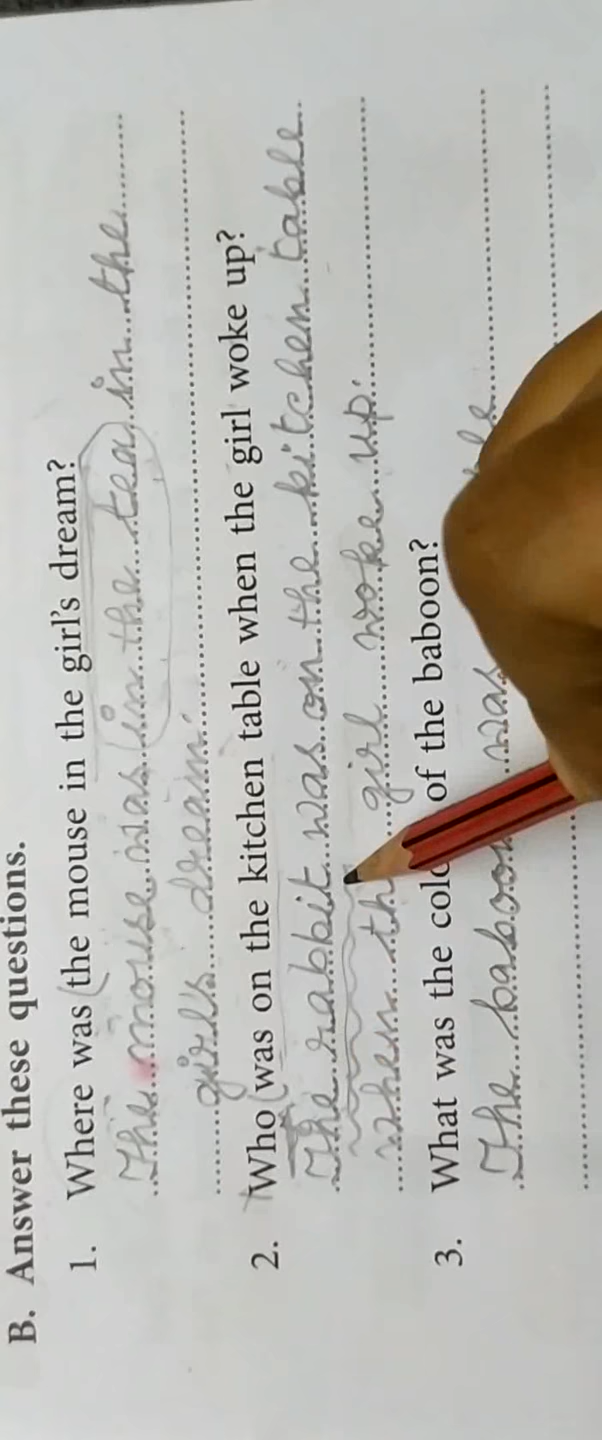 B. Answer these questions.
1. Where was the mouse in the girl's dream?
The mouse was in the tea in the
girl's dream.
2. Who was on the kitchen table when the girl woke up?
The rabbit was on the kitchen table
when th girl woke up.
3. What was the colo of the baboon?
The baboon was